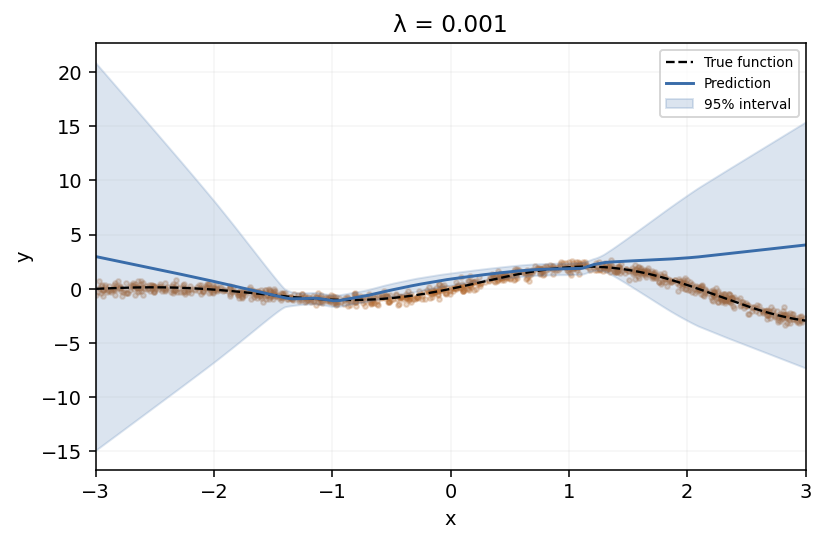 λ = 0.001
True function
Prediction
95% interval
20
15
10
5
0
−5
−10
−15
y
−3 −2 −1 0 1 2 3
x